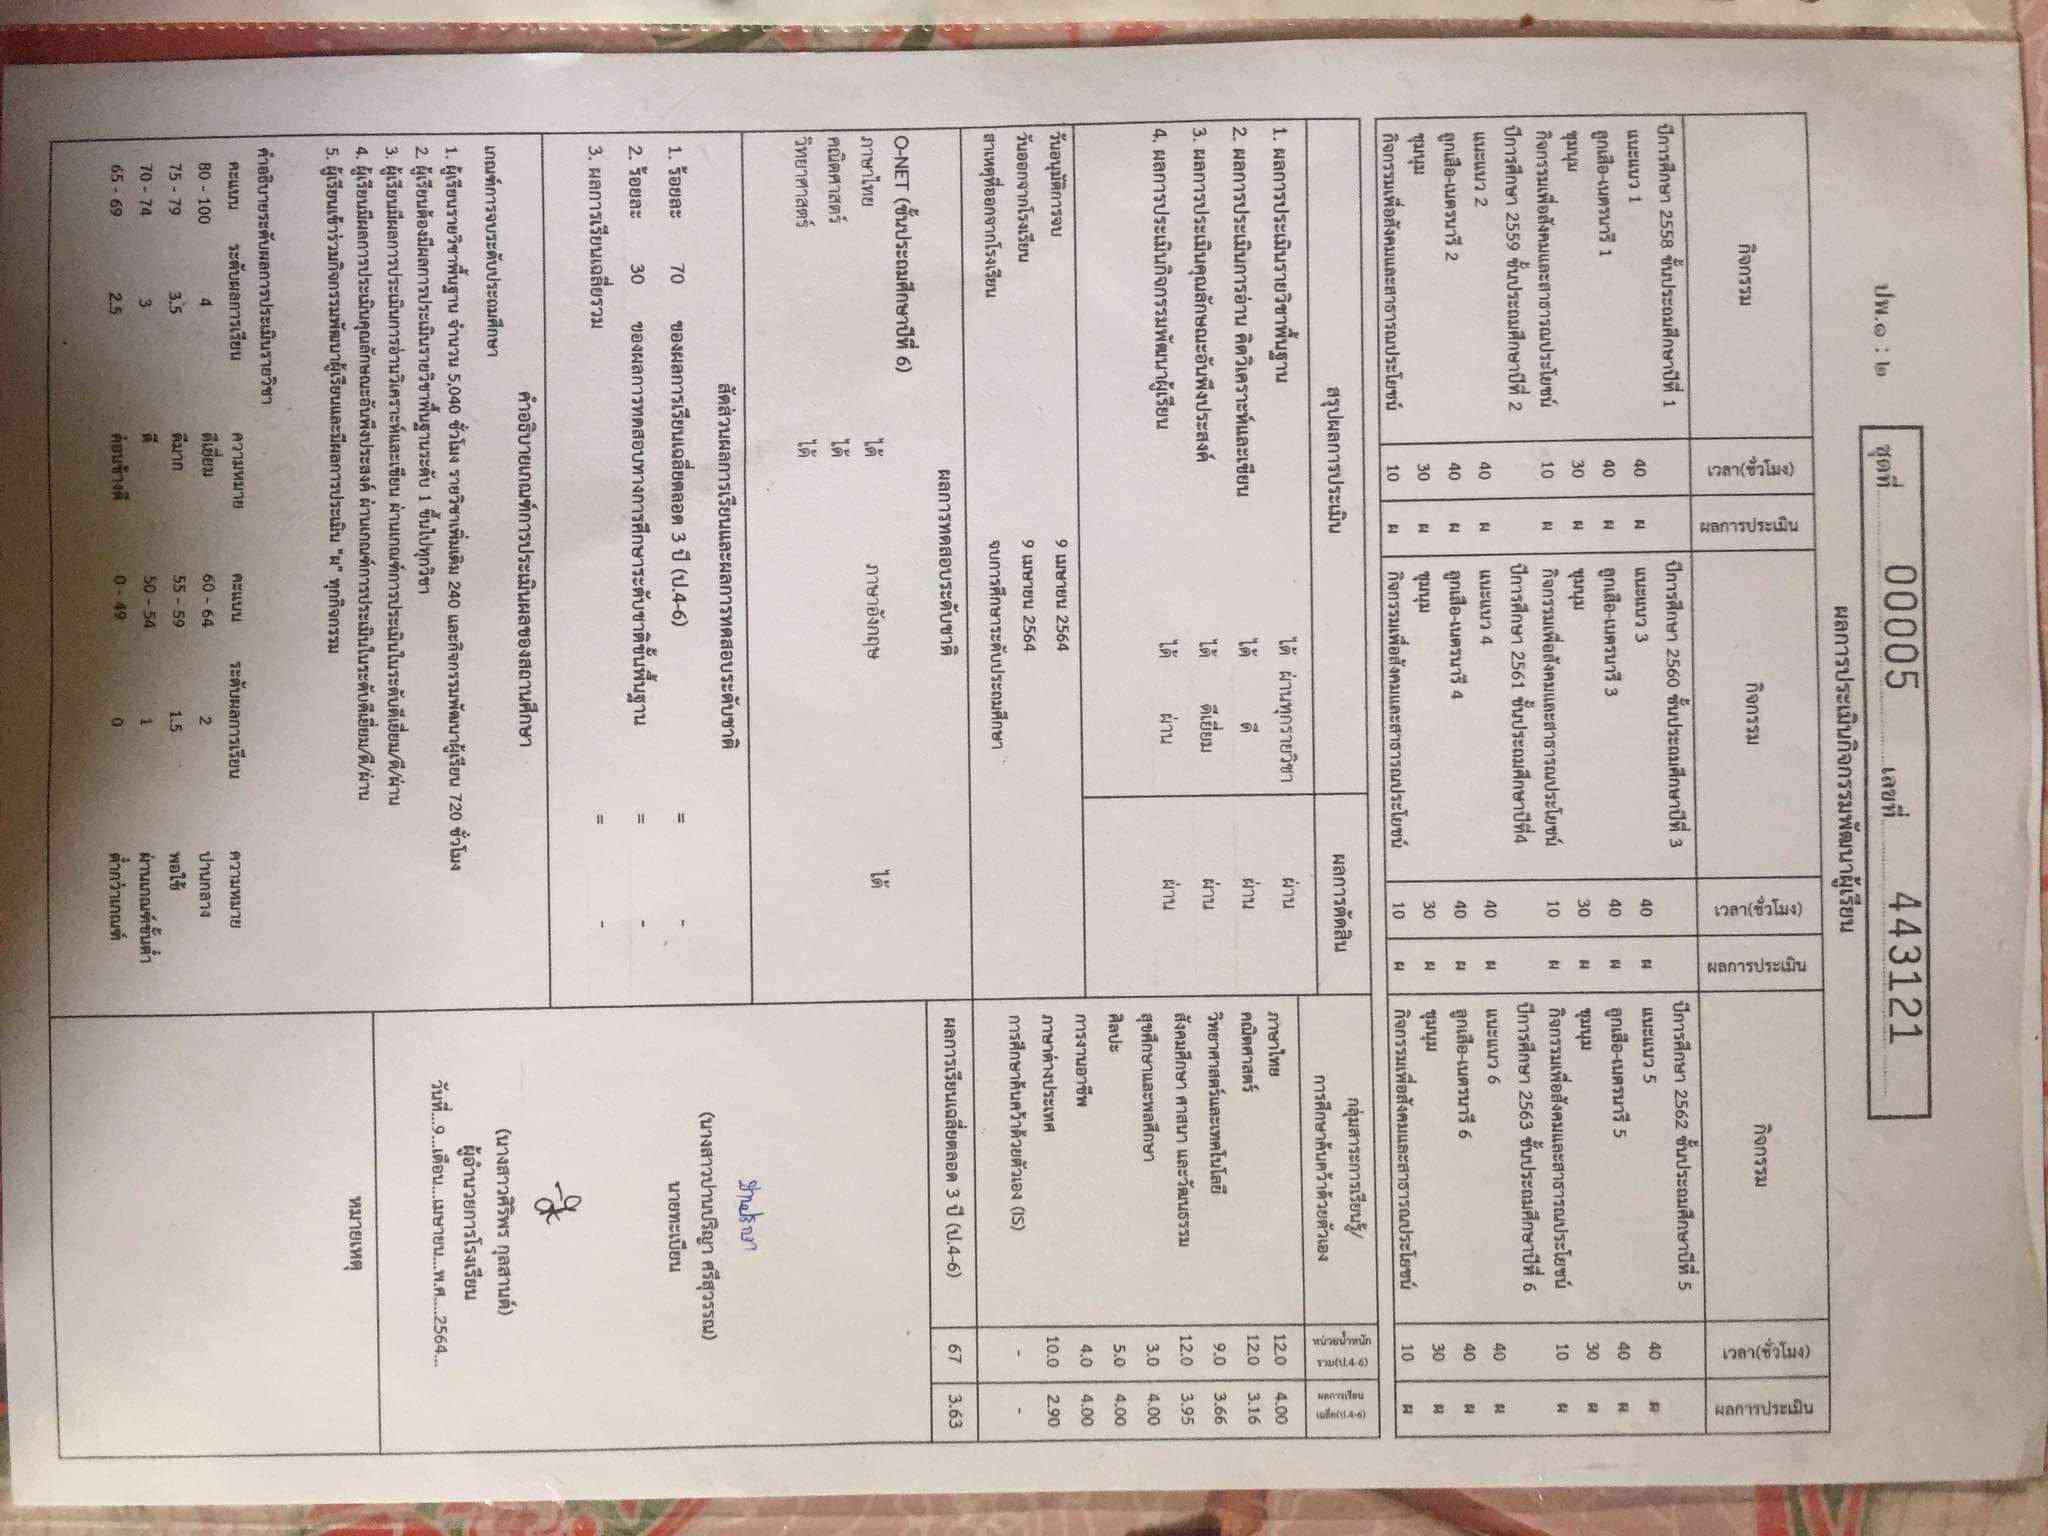 ปพ.๑ : ๒
ชุดที่ 00005 เลขที่ 443121
ผลการประเมินกิจกรรมพัฒนาผู้เรียน
กิจกรรม เวลา(ชั่วโมง) ผลการประเมิน กิจกรรม เวลา(ชั่วโมง) ผลการประเมิน กิจกรรม เวลา(ชั่วโมง) ผลการประเมิน
ปีการศึกษา 2558 ชั้นประถมศึกษาปีที่ 1 ปีการศึกษา 2560 ชั้นประถมศึกษาปีที่ 3 ปีการศึกษา 2562 ชั้นประถมศึกษาปีที่ 5
แนะแนว 1 40 ผ แนะแนว 3 40 ผ แนะแนว 5 40 ผ
ลูกเสือ-เนตรนารี 1 40 ผ ลูกเสือ-เนตรนารี 3 40 ผ ลูกเสือ-เนตรนารี 5 40 ผ
ชุมนุม 30 ผ ชุมนุม 30 ผ ชุมนุม 30 ผ
กิจกรรมเพื่อสังคมและสาธารณประโยชน์ 10 ผ กิจกรรมเพื่อสังคมและสาธารณประโยชน์ 10 ผ กิจกรรมเพื่อสังคมและสาธารณประโยชน์ 10 ผ
ปีการศึกษา 2559 ชั้นประถมศึกษาปีที่ 2 ปีการศึกษา 2561 ชั้นประถมศึกษาปีที่4 ปีการศึกษา 2563 ชั้นประถมศึกษาปีที่ 6
แนะแนว 2 40 ผ แนะแนว 4 40 ผ แนะแนว 6 40 ผ
ลูกเสือ-เนตรนารี 2 40 ผ ลูกเสือ-เนตรนารี 4 40 ผ ลูกเสือ-เนตรนารี 6 40 ผ
ชุมนุม 30 ผ ชุมนุม 30 ผ ชุมนุม 30 ผ
กิจกรรมเพื่อสังคมและสาธารณประโยชน์ 10 ผ กิจกรรมเพื่อสังคมและสาธารณประโยชน์ 10 ผ กิจกรรมเพื่อสังคมและสาธารณประโยชน์ 10 ผ
สรุปผลการประเมิน ผลการตัดสิน
1. ผลการประเมินรายวิชาพื้นฐาน ได้ ผ่านทุกรายวิชา ผ่าน
2. ผลการประเมินการอ่าน คิดวิเคราะห์และเขียน ได้ ดี ผ่าน
3. ผลการประเมินคุณลักษณะอันพึงประสงค์ ได้ ดีเยี่ยม ผ่าน
4. ผลการประเมินกิจกรรมพัฒนาผู้เรียน ได้ ผ่าน ผ่าน
วันอนุมัติการจบ 9 เมษายน 2564
วันออกจากโรงเรียน 9 เมษายน 2564
สาเหตุที่ออกจากโรงเรียน จบการศึกษาระดับประถมศึกษา
ผลการทดสอบระดับชาติ
O-NET (ชั้นประถมศึกษาปีที่ 6)
ภาษาไทย ได้ ภาษาอังกฤษ ได้
คณิตศาสตร์ ได้
วิทยาศาสตร์ ได้
สัดส่วนผลการเรียนและผลการทดสอบระดับชาติ
1. ร้อยละ 70 ของผลการเรียนเฉลี่ยตลอด 3 ปี (ป.4-6) = -
2. ร้อยละ 30 ของผลการทดสอบทางการศึกษาระดับชาติขั้นพื้นฐาน = -
3. ผลการเรียนเฉลี่ยรวม = -
คำอธิบายเกณฑ์การประเมินผลของสถานศึกษา
เกณฑ์การจบระดับประถมศึกษา
1. ผู้เรียนรายวิชาพื้นฐาน จำนวน 5,040 ชั่วโมง รายวิชาเพิ่มเติม 240 และกิจกรรมพัฒนาผู้เรียน 720 ชั่วโมง
2. ผู้เรียนต้องมีผลการประเมินรายวิชาพื้นฐานระดับ 1 ขึ้นไปทุกวิชา
3. ผู้เรียนมีผลการประเมินการอ่านวิเคราะห์และเขียน ผ่านเกณฑ์การประเมินในระดับดีเยี่ยม/ดี/ผ่าน
4. ผู้เรียนมีผลการประเมินคุณลักษณะอันพึงประสงค์ ผ่านเกณฑ์การประเมินในระดับดีเยี่ยม/ดี/ผ่าน
5. ผู้เรียนเข้าร่วมกิจกรรมพัฒนาผู้เรียนและมีผลการประเมิน "ผ" ทุกกิจกรรม
คำอธิบายระดับผลการประเมินรายวิชา
คะแนน ระดับผลการเรียน ความหมาย คะแนน ระดับผลการเรียน ความหมาย
80 - 100 4 ดีเยี่ยม 60 - 64 2 ปานกลาง
75 - 79 3.5 ดีมาก 55 - 59 1.5 พอใช้
70 - 74 3 ดี 50 - 54 1 ผ่านเกณฑ์ขั้นต่ำ
65 - 69 2.5 ค่อนข้างดี 0 - 49 0 ต่ำกว่าเกณฑ์
กลุ่มสาระการเรียนรู้/ หน่วยน้ำหนัก ผลการเรียน
การศึกษาค้นคว้าด้วยตัวเอง รวม(ป.4-6) เฉลี่ย(ป.4-6)
ภาษาไทย 12.0 4.00
คณิตศาสตร์ 12.0 3.16
วิทยาศาสตร์และเทคโนโลยี 9.0 3.66
สังคมศึกษา ศาสนา และวัฒนธรรม 12.0 3.95
สุขศึกษาและพลศึกษา 3.0 4.00
ศิลปะ 5.0 4.00
การงานอาชีพ 4.0 4.00
ภาษาต่างประเทศ 10.0 2.90
การศึกษาค้นคว้าด้วยตัวเอง (IS) - -
ผลการเรียนเฉลี่ยตลอด 3 ปี (ป.4-6) 67 3.63
ปานปริญา
(นางสาวปานปริญา ศรีสุวรรณ)
นายทะเบียน
(นางสาวศิริพร กุลสานต์)
ผู้อำนวยการโรงเรียน
วันที่...9...เดือน...เมษายน...พ.ศ....2564...
หมายเหตุ